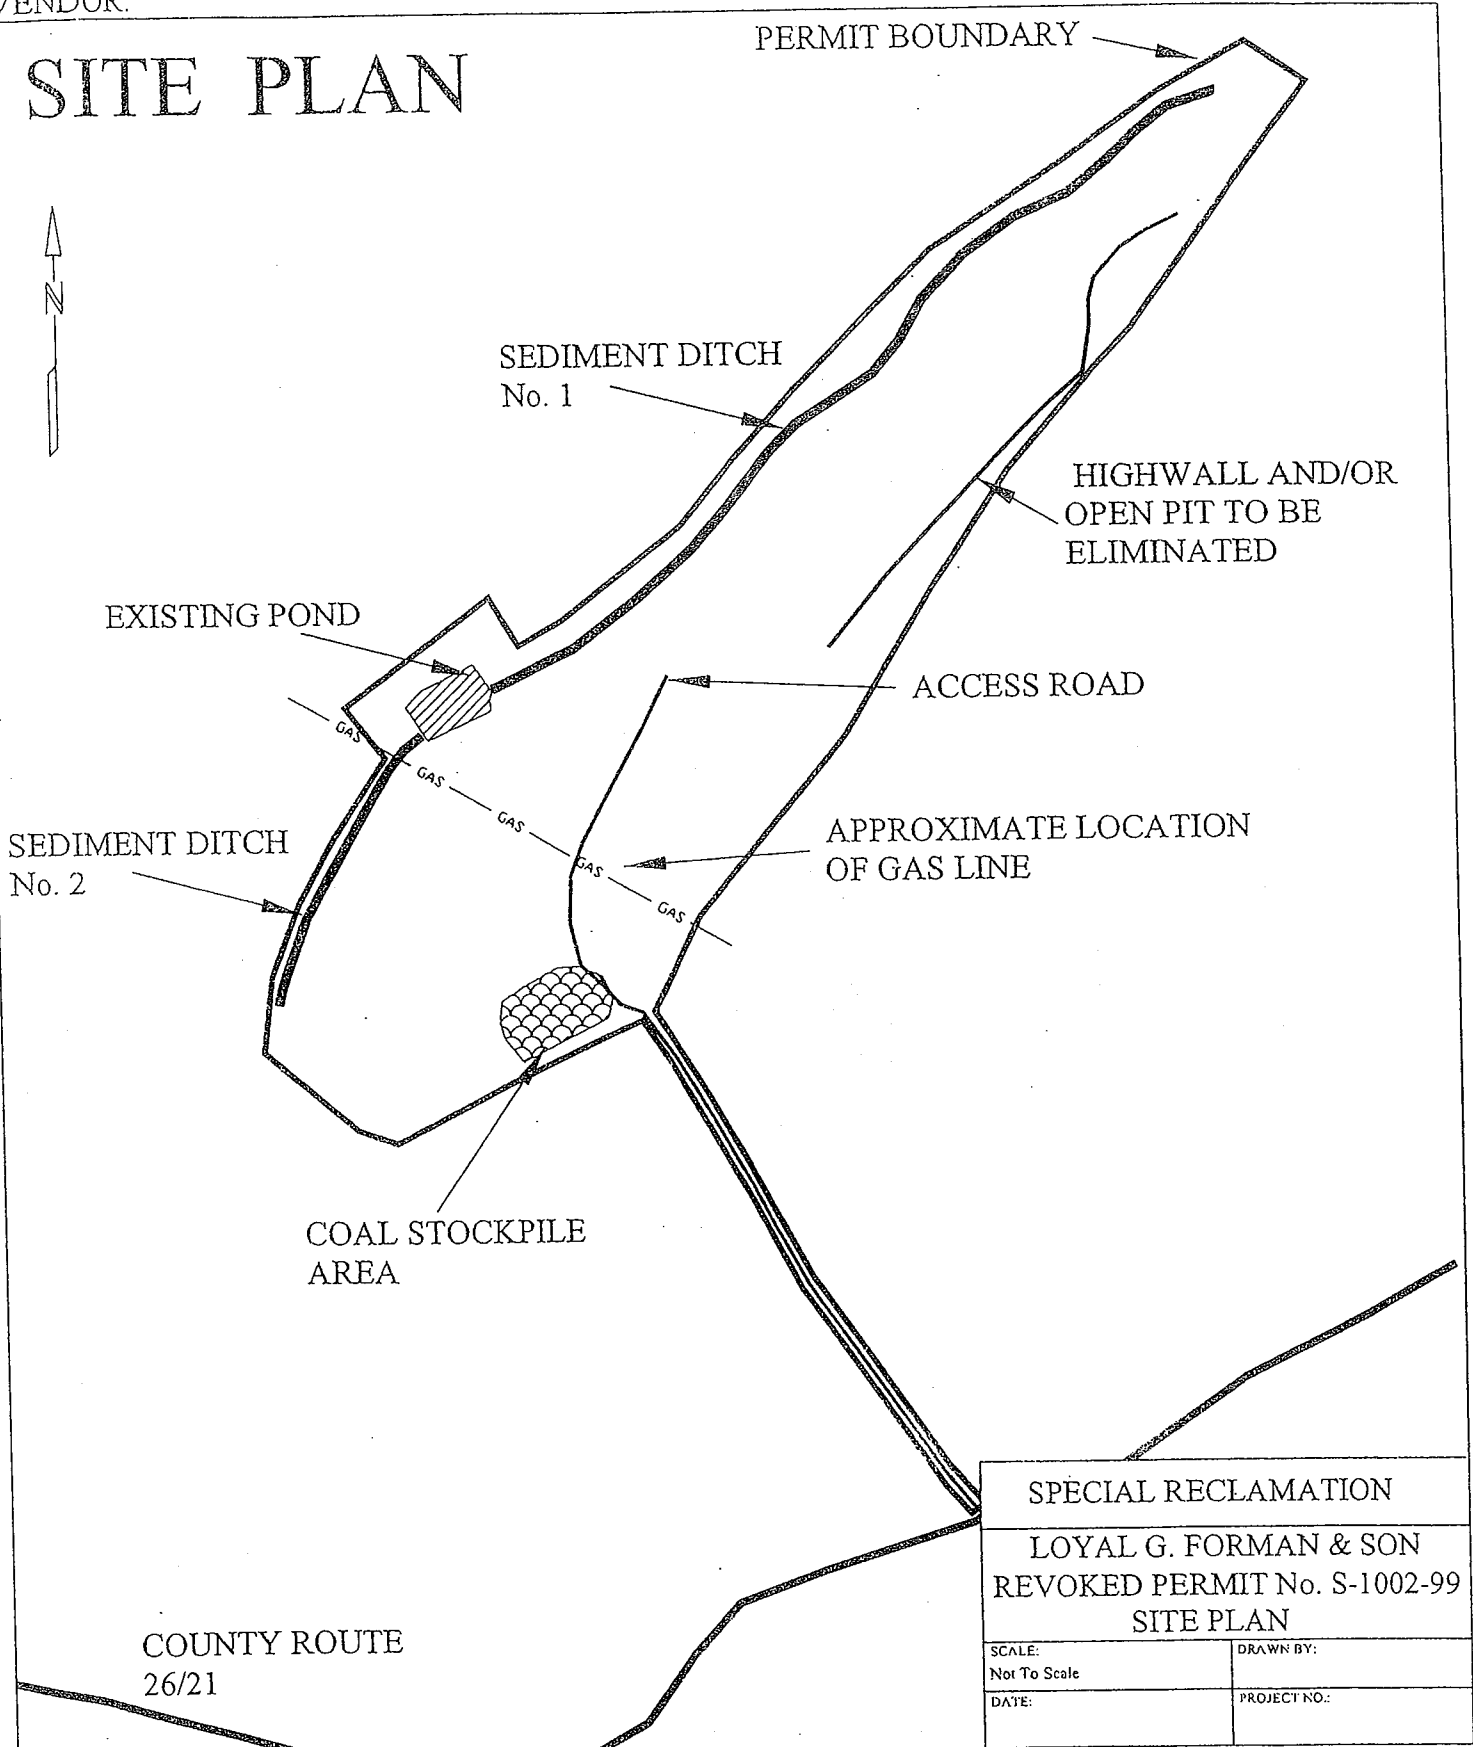 VENDOR:
SITE PLAN
PERMIT BOUNDARY
N
SEDIMENT DITCH
No. 1
HIGHWALL AND/OR
OPEN PIT TO BE
ELIMINATED
EXISTING POND
ACCESS ROAD
GAS
GAS
GAS
GAS
GAS
APPROXIMATE LOCATION
OF GAS LINE
SEDIMENT DITCH
No. 2
COAL STOCKPILE
AREA
COUNTY ROUTE
26/21
SPECIAL RECLAMATION
LOYAL G. FORMAN & SON
REVOKED PERMIT No. S-1002-99
SITE PLAN
SCALE:
Not To Scale
DRAWN BY:
DATE:
PROJECT NO.: